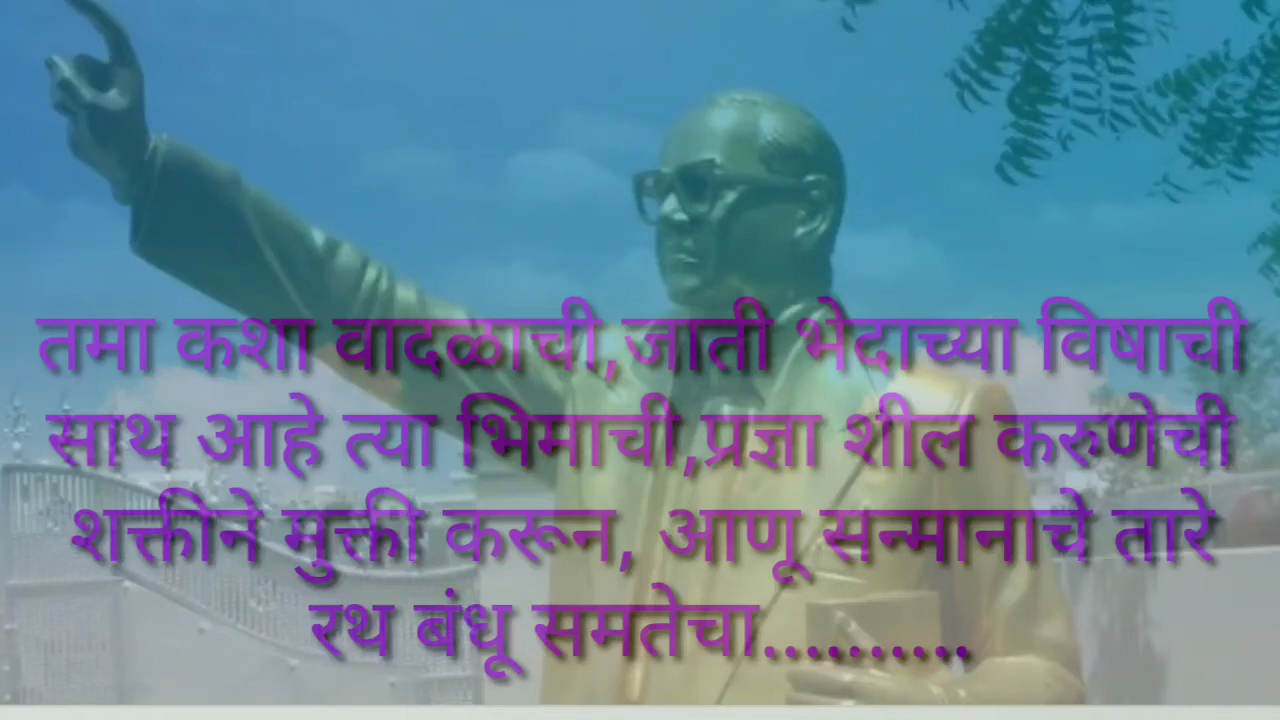 तमा कशा वादळाची,जाती भेदाच्या विषाची
साथ आहे त्या भिमाची,प्रज्ञा शील करुणेची
शक्तीने मुक्ती करून, आणू सन्मानाचे तारे
रथ बंधू समतेचा..........